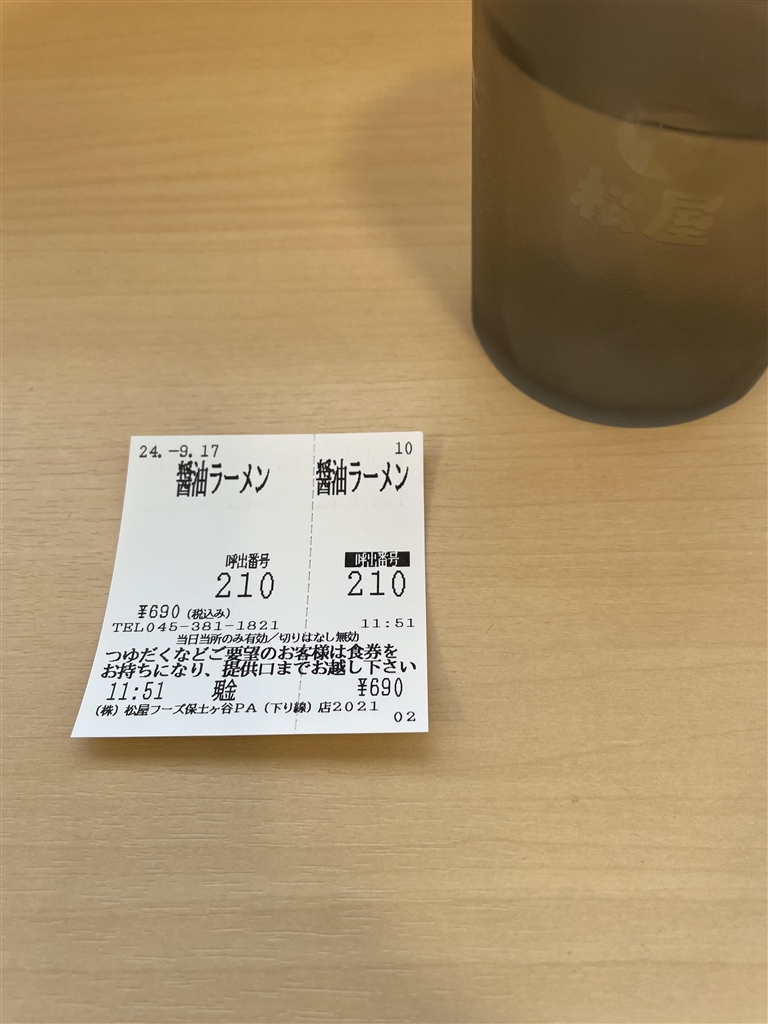 松屋
24.-9.17 10
醤油ラーメン 醤油ラーメン
呼出番号 呼出番号
210 210
¥690(税込み)
TEL045-381-1821 11:51
当日当所のみ有効/切りはなし無効
つゆだくなどご要望のお客様は食券を
お持ちになり、提供口までお越し下さい
11:51 現金 ¥690
(株)松屋フーズ保土ヶ谷PA(下り線)店2021
02